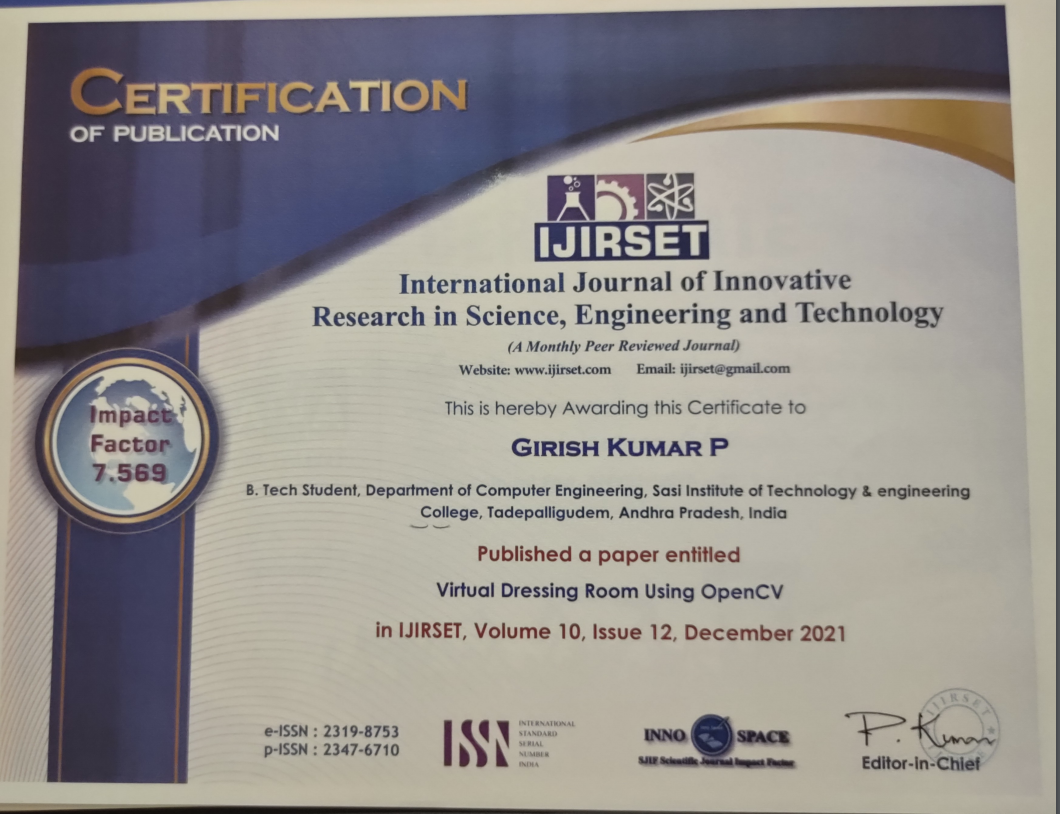 CERTIFICATION
OF PUBLICATION
IJIRSET
International Journal of Innovative
Research in Science, Engineering and Technology
(A Monthly Peer Reviewed Journal)
Website: www.ijirset.com Email: ijirset@gmail.com
Impact
Factor
7.569
This is hereby Awarding this Certificate to
GIRISH KUMAR P
B. Tech Student, Department of Computer Engineering, Sasi Institute of Technology & engineering
College, Tadepalligudem, Andhra Pradesh, India
Published a paper entitled
Virtual Dressing Room Using OpenCV
in IJIRSET, Volume 10, Issue 12, December 2021
e-ISSN : 2319-8753
p-ISSN : 2347-6710
ISSN
INTERNATIONAL
STANDARD
SERIAL
NUMBER
INDIA
INNO SPACE
SJIF Scientific Journal Impact Factor
IJIRSET
P. Kumar
Editor-in-Chief